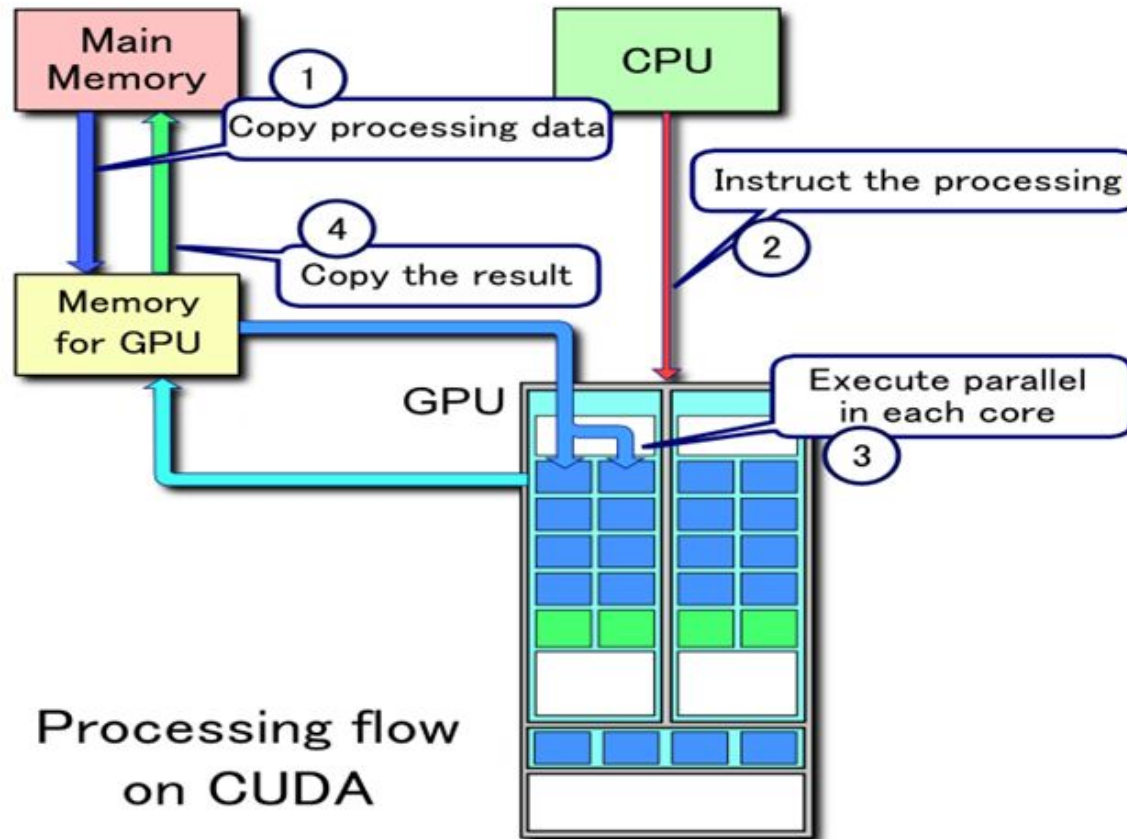 Main
Memory
CPU
1
Copy processing data
Instruct the processing
2
4
Copy the result
Memory
for GPU
GPU
Execute parallel
in each core
3
Processing flow
on CUDA